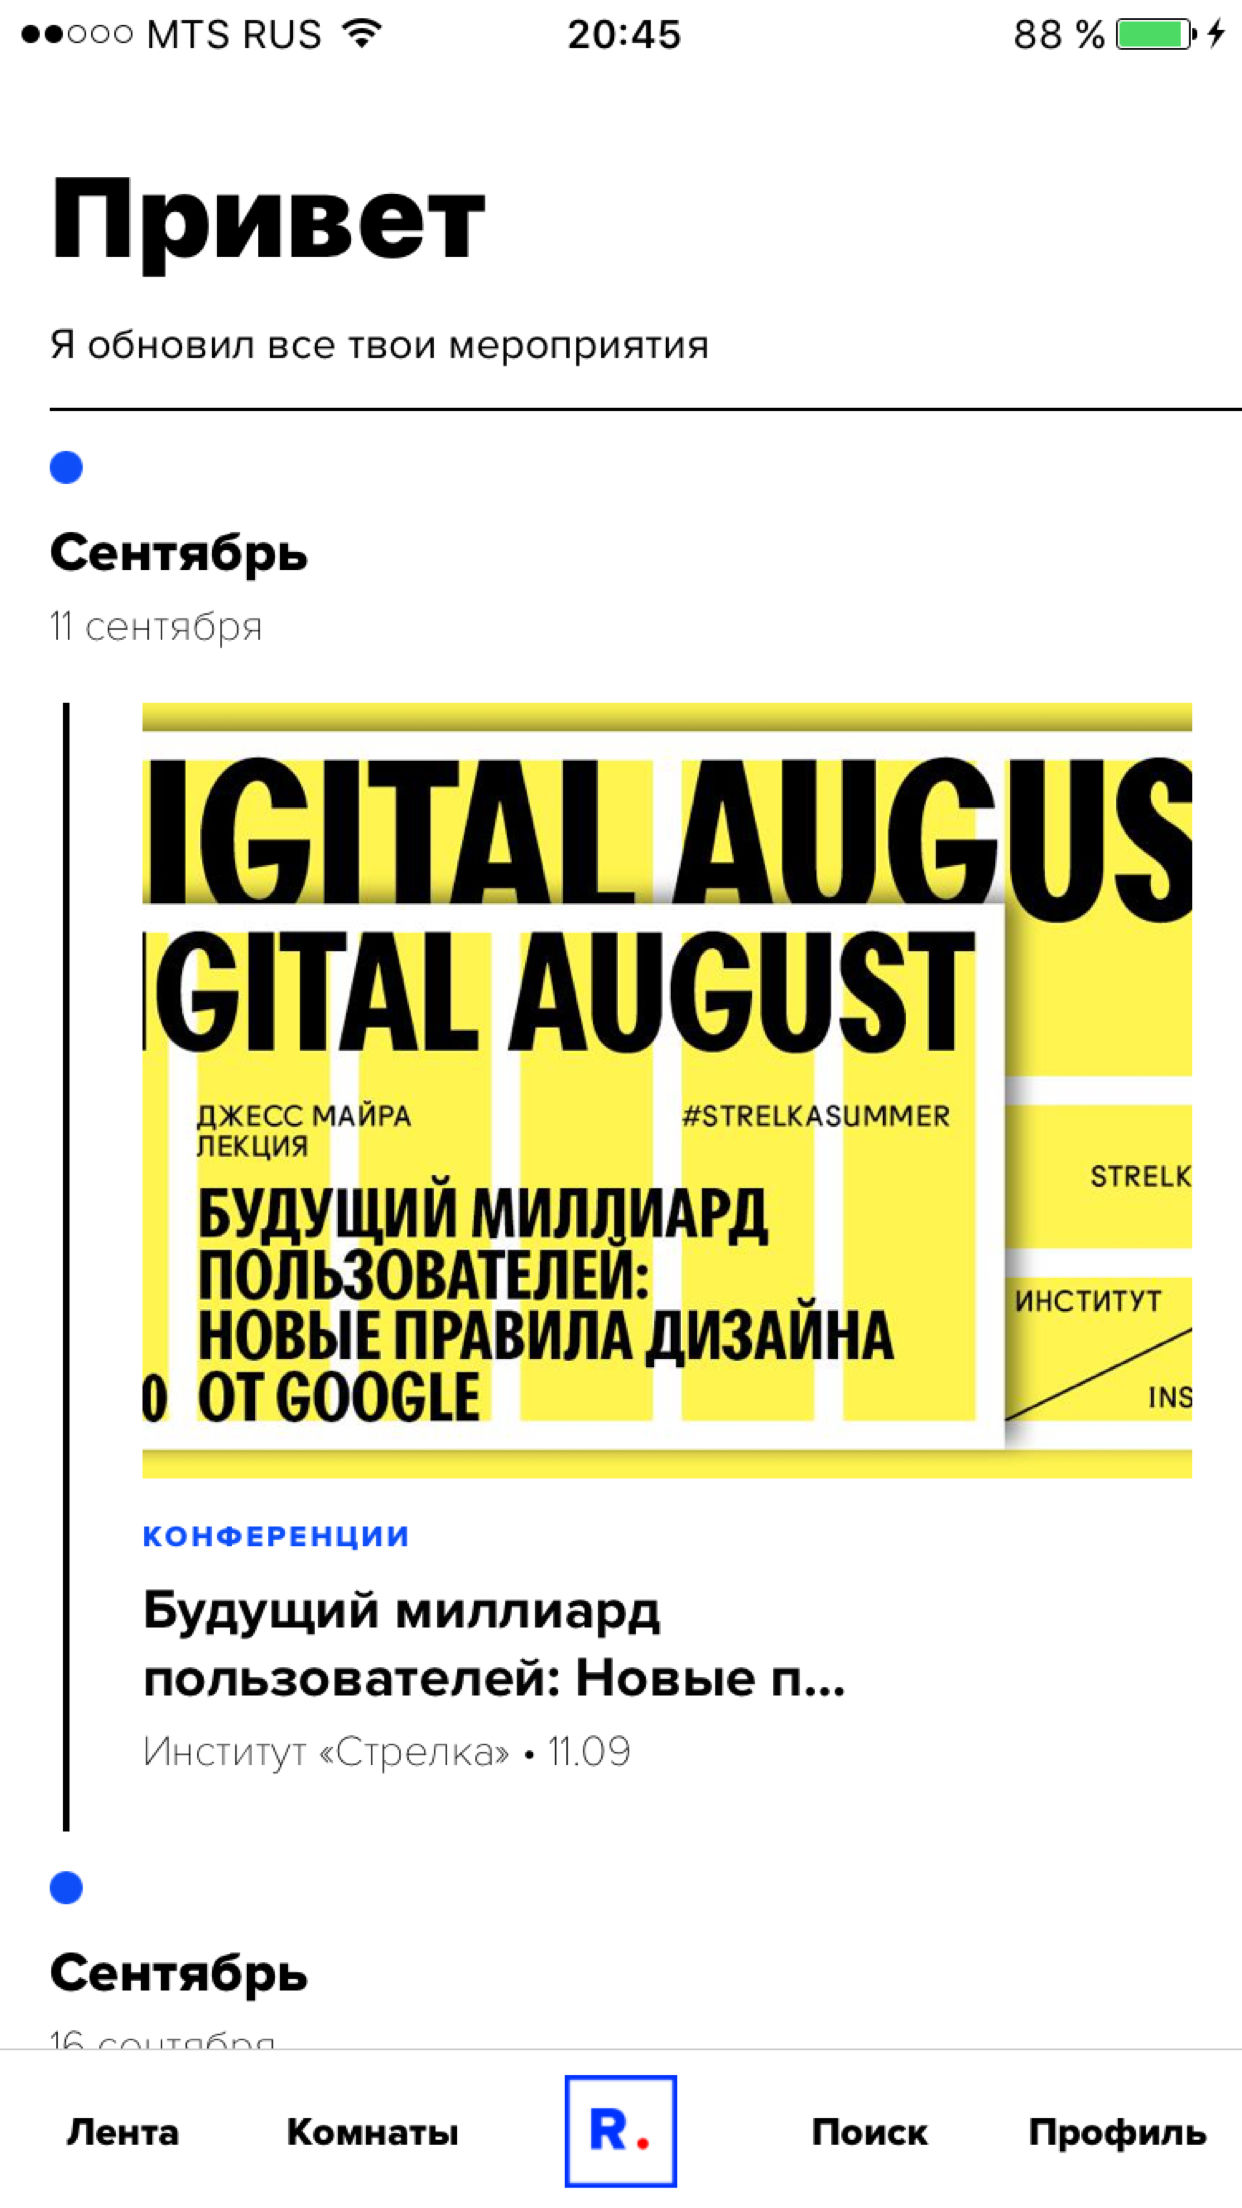 MTS RUS 20:45 88 %
Привет
Я обновил все твои мероприятия
Сентябрь
11 сентября
IGITAL AUGUS
IGITAL AUGUST
ДЖЕСС МАЙРА #STRELKASUMMER
ЛЕКЦИЯ
STRELK
БУДУЩИЙ МИЛЛИАРД
ПОЛЬЗОВАТЕЛЕЙ:
НОВЫЕ ПРАВИЛА ДИЗАЙНА
0 ОТ GOOGLE
ИНСТИТУТ
INS
КОНФЕРЕНЦИИ
Будущий миллиард
пользователей: Новые п...
Институт «Стрелка» • 11.09
Сентябрь
16 сентября
Лента Комнаты R. Поиск Профиль